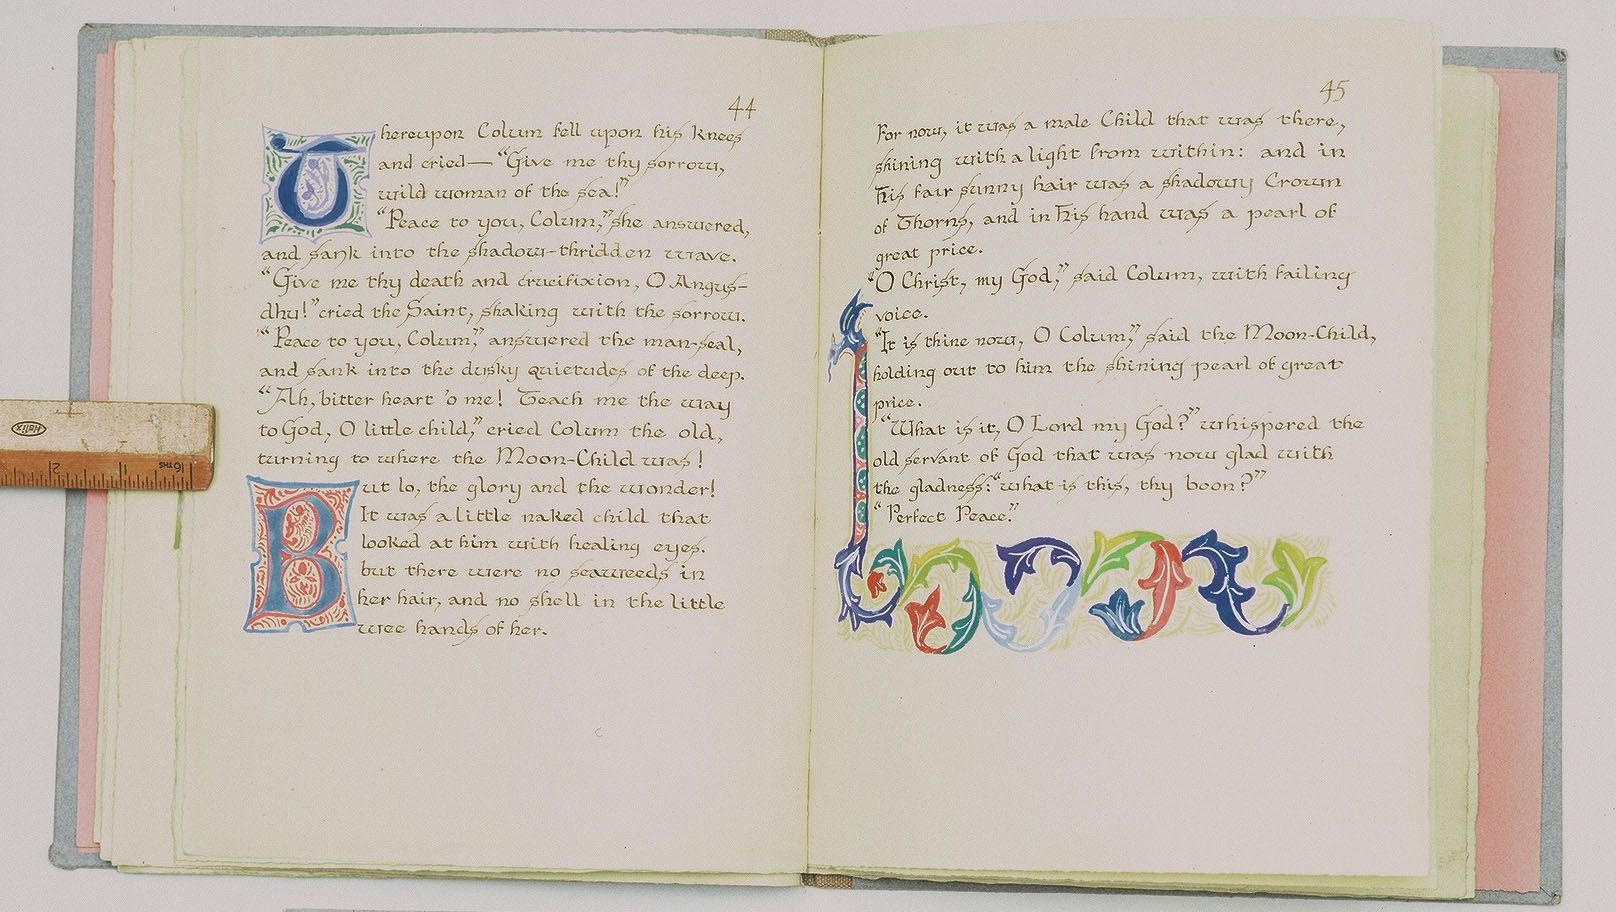 44
Thereupon Colum fell upon his knees
and cried—"Give me thy sorrow,
wild woman of the sea!"
"Peace to you, Colum," she answered,
and sank into the shadow-thridden wave.
"Give me thy death and crucifixion, O Angus-
dhu!" cried the Saint, shaking with the sorrow.
"Peace to you, Colum," answered the man-seal,
and sank into the dusky quietudes of the deep.
"Ah, bitter heart 'o me! Teach me the way
to God, O little child," cried Colum the old,
turning to where the Moon-Child was!
But lo, the glory and the wonder!
It was a little naked child that
looked at him with healing eyes.
but there were no seaweeds in
her hair, and no shell in the little
wee hands of her.
45
For now, it was a male Child that was there,
shining with a light from within: and in
His fair sunny hair was a shadowy Crown
of Thorns, and in His hand was a pearl of
great price.
"O Christ, my God," said Colum, with failing
voice.
"It is thine now, O Colum," said the Moon-Child,
holding out to him the shining pearl of great
price.
"What is it, O Lord my God?" whispered the
old servant of God that was now glad with
the gladness: "what is this, thy boon?"
"Perfect Peace."
Helix
2
1
16ths